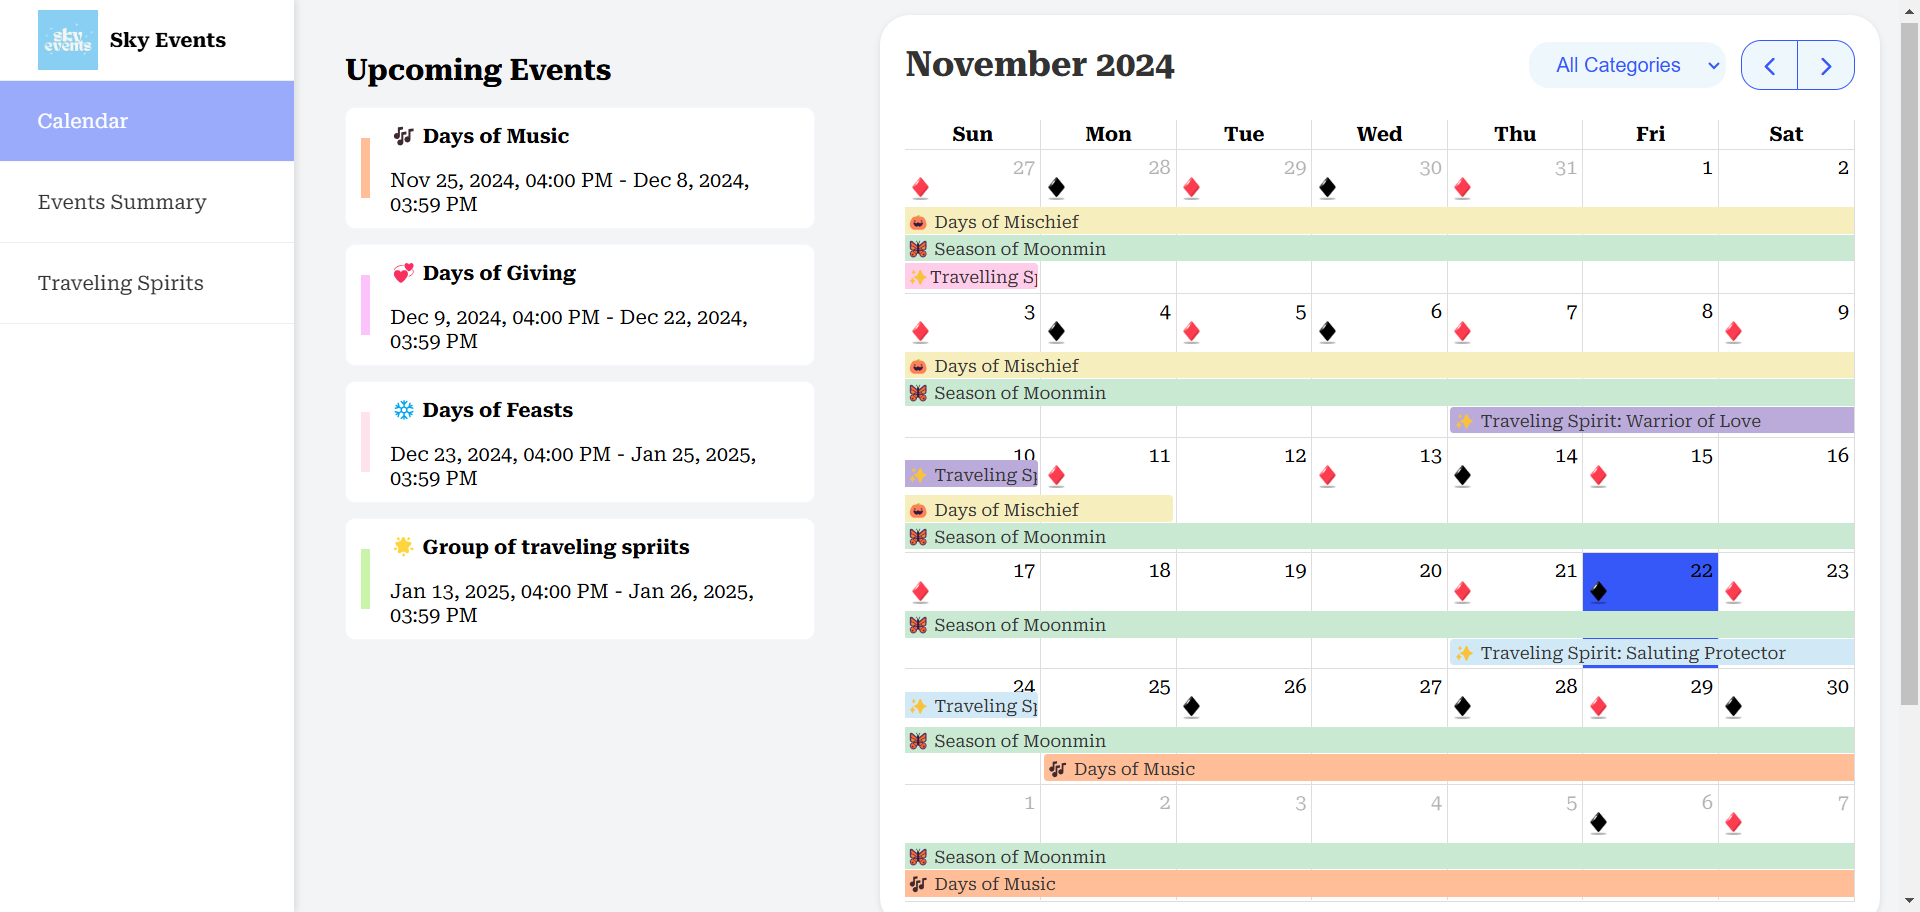 sky
events
Sky Events
Calendar
Events Summary
Traveling Spirits
Upcoming Events
Days of Music
Nov 25, 2024, 04:00 PM - Dec 8, 2024,
03:59 PM
Days of Giving
Dec 9, 2024, 04:00 PM - Dec 22, 2024,
03:59 PM
Days of Feasts
Dec 23, 2024, 04:00 PM - Jan 25, 2025,
03:59 PM
Group of traveling spriits
Jan 13, 2025, 04:00 PM - Jan 26, 2025,
03:59 PM
November 2024
All Categories
Sun Mon Tue Wed Thu Fri Sat
27 28 29 30 31 1 2
Days of Mischief
Season of Moonmin
Travelling Sp
3 4 5 6 7 8 9
Days of Mischief
Season of Moonmin
Traveling Spirit: Warrior of Love
10 11 12 13 14 15 16
Traveling Sp
Days of Mischief
Season of Moonmin
17 18 19 20 21 22 23
Season of Moonmin
Traveling Spirit: Saluting Protector
24 25 26 27 28 29 30
Traveling Sp
Season of Moonmin
Days of Music
1 2 3 4 5 6 7
Season of Moonmin
Days of Music